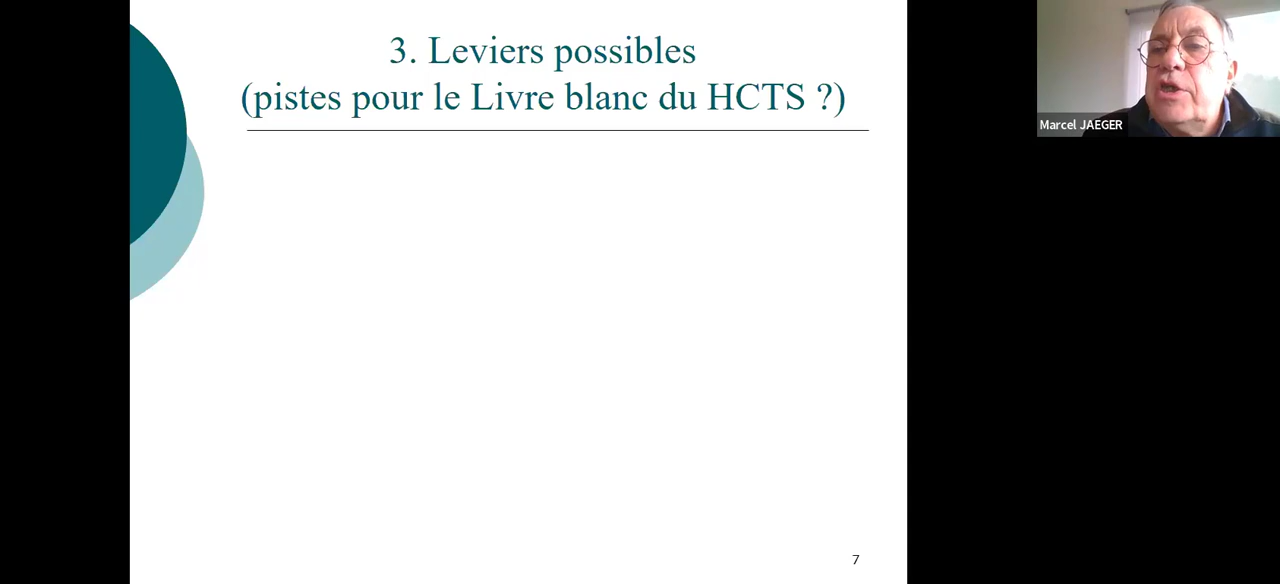 3. Leviers possibles
(pistes pour le Livre blanc du HCTS ?)
Marcel JAEGER
7